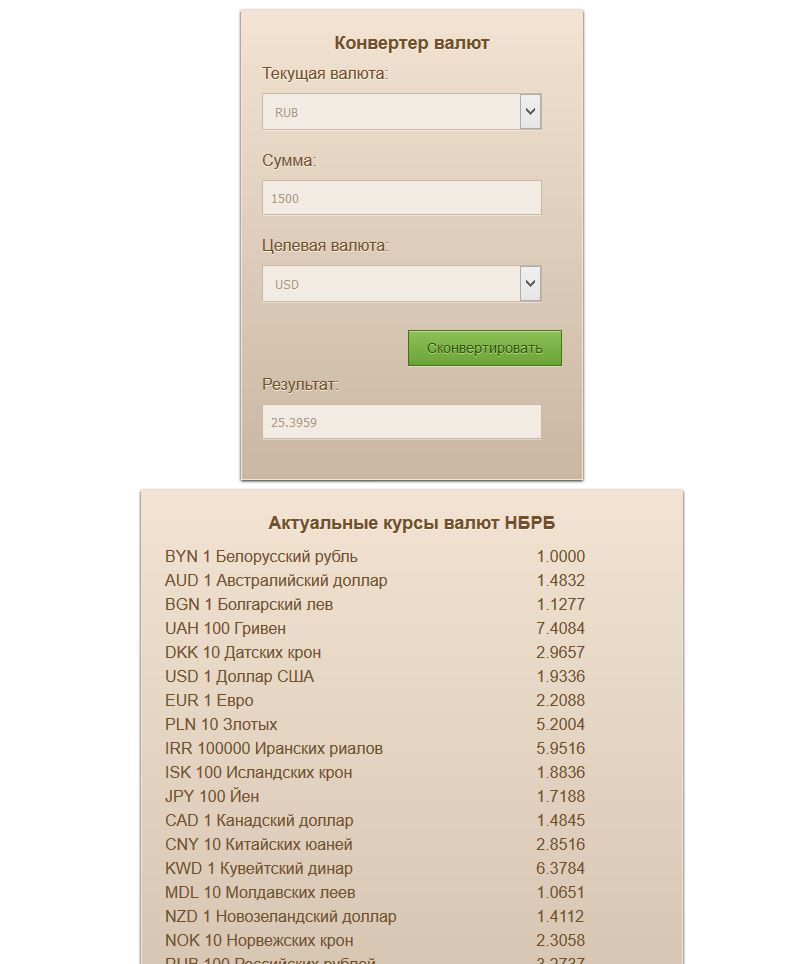 Конвертер валют
Текущая валюта:
RUB
Сумма:
1500
Целевая валюта:
USD
Сконвертировать
Результат:
25.3959
Актуальные курсы валют НБРБ
BYN 1 Белорусский рубль 1.0000
AUD 1 Австралийский доллар 1.4832
BGN 1 Болгарский лев 1.1277
UAH 100 Гривен 7.4084
DKK 10 Датских крон 2.9657
USD 1 Доллар США 1.9336
EUR 1 Евро 2.2088
PLN 10 Злотых 5.2004
IRR 100000 Иранских риалов 5.9516
ISK 100 Исландских крон 1.8836
JPY 100 Йен 1.7188
CAD 1 Канадский доллар 1.4845
CNY 10 Китайских юаней 2.8516
KWD 1 Кувейтский динар 6.3784
MDL 10 Молдавских леев 1.0651
NZD 1 Новозеландский доллар 1.4112
NOK 10 Норвежских крон 2.3058
RUB 100 Российских рублей 3.2737